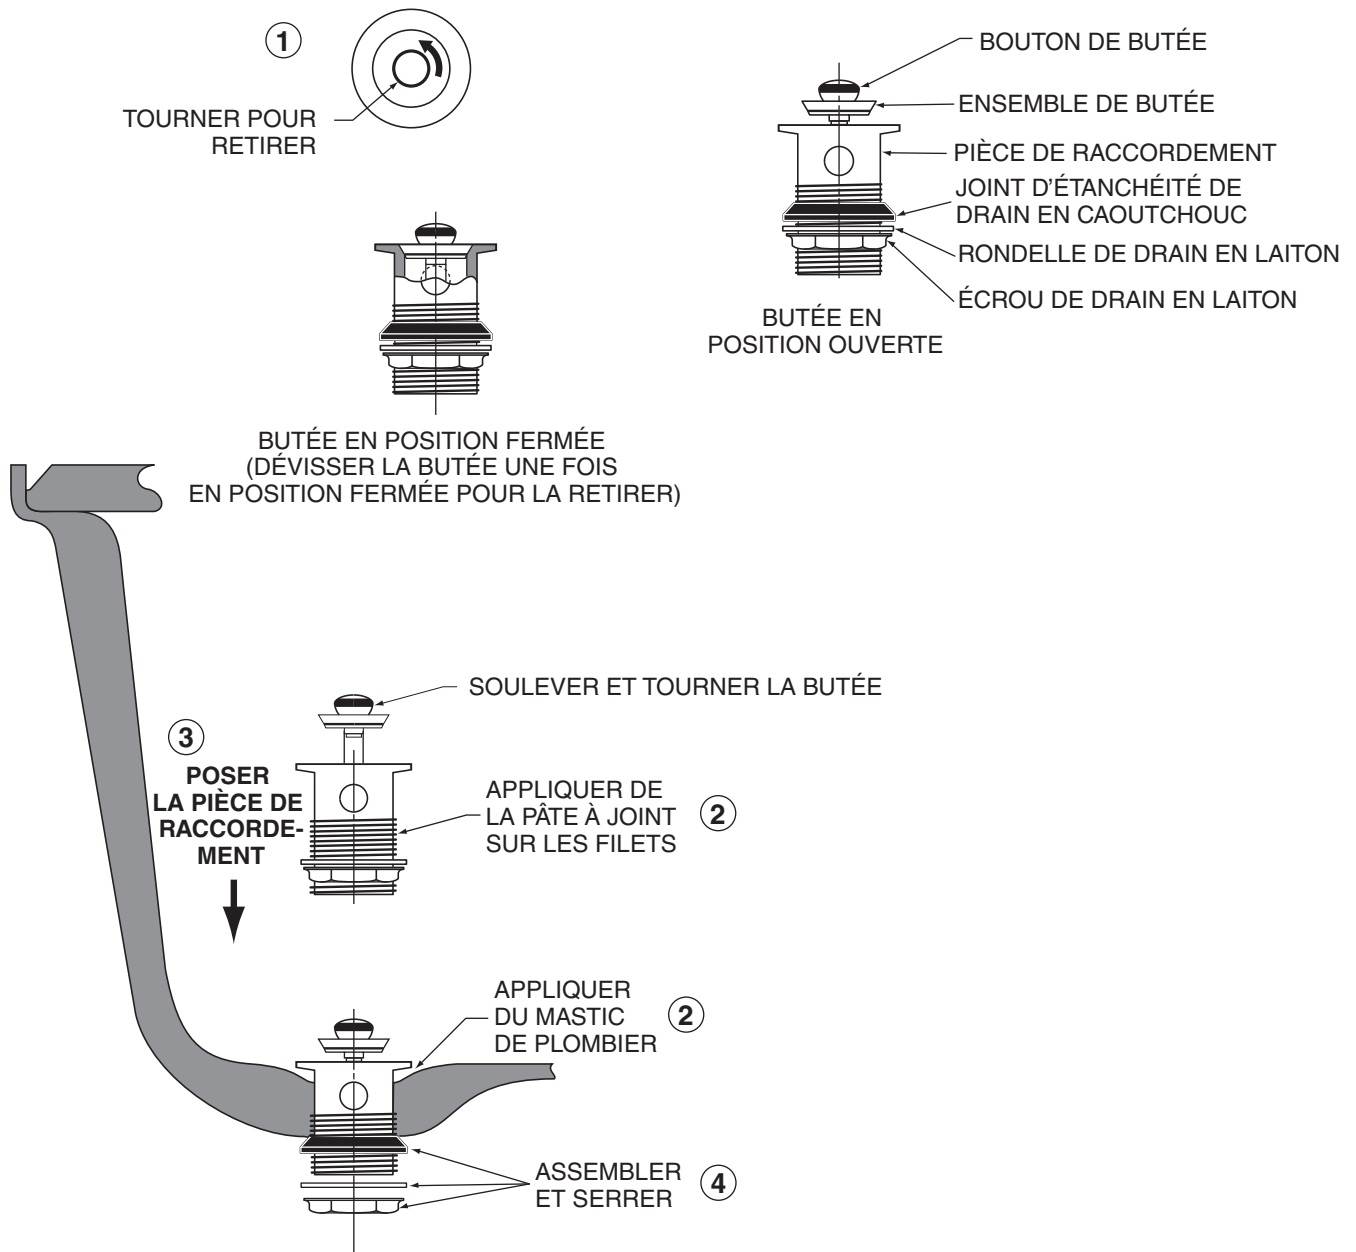 1
TOURNER POUR
RETIRER
BOUTON DE BUTÉE
ENSEMBLE DE BUTÉE
PIÈCE DE RACCORDEMENT
JOINT D'ÉTANCHÉITÉ DE
DRAIN EN CAOUTCHOUC
RONDELLE DE DRAIN EN LAITON
ÉCROU DE DRAIN EN LAITON
BUTÉE EN
POSITION OUVERTE
BUTÉE EN POSITION FERMÉE
(DÉVISSER LA BUTÉE UNE FOIS
EN POSITION FERMÉE POUR LA RETIRER)
SOULEVER ET TOURNER LA BUTÉE
3
POSER
LA PIÈCE DE
RACCORDE-
MENT
APPLIQUER DE
LA PÂTE À JOINT
SUR LES FILETS
2
APPLIQUER
DU MASTIC
DE PLOMBIER
2
ASSEMBLER
ET SERRER
4